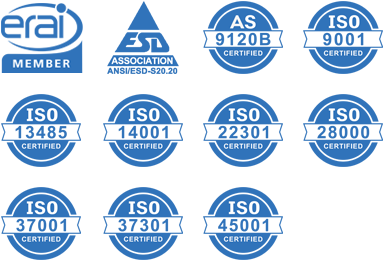 erai
MEMBER
ESD
ASSOCIATION
ANSI/ESD-S20.20
AS
9120B
CERTIFIED
ISO
9001
CERTIFIED
ISO
13485
CERTIFIED
ISO
14001
CERTIFIED
ISO
22301
CERTIFIED
ISO
28000
CERTIFIED
ISO
37001
CERTIFIED
ISO
37301
CERTIFIED
ISO
45001
CERTIFIED